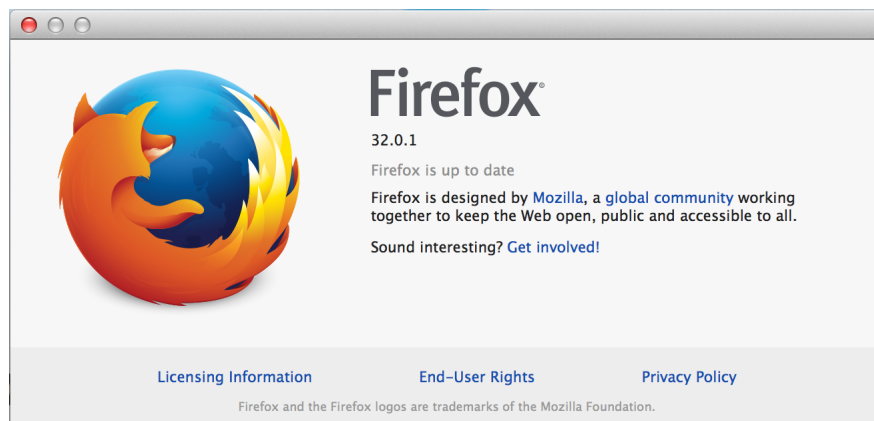 Firefox®
32.0.1
Firefox is up to date
Firefox is designed by Mozilla, a global community working
together to keep the Web open, public and accessible to all.
Sound interesting? Get involved!
Licensing Information End-User Rights Privacy Policy
Firefox and the Firefox logos are trademarks of the Mozilla Foundation.